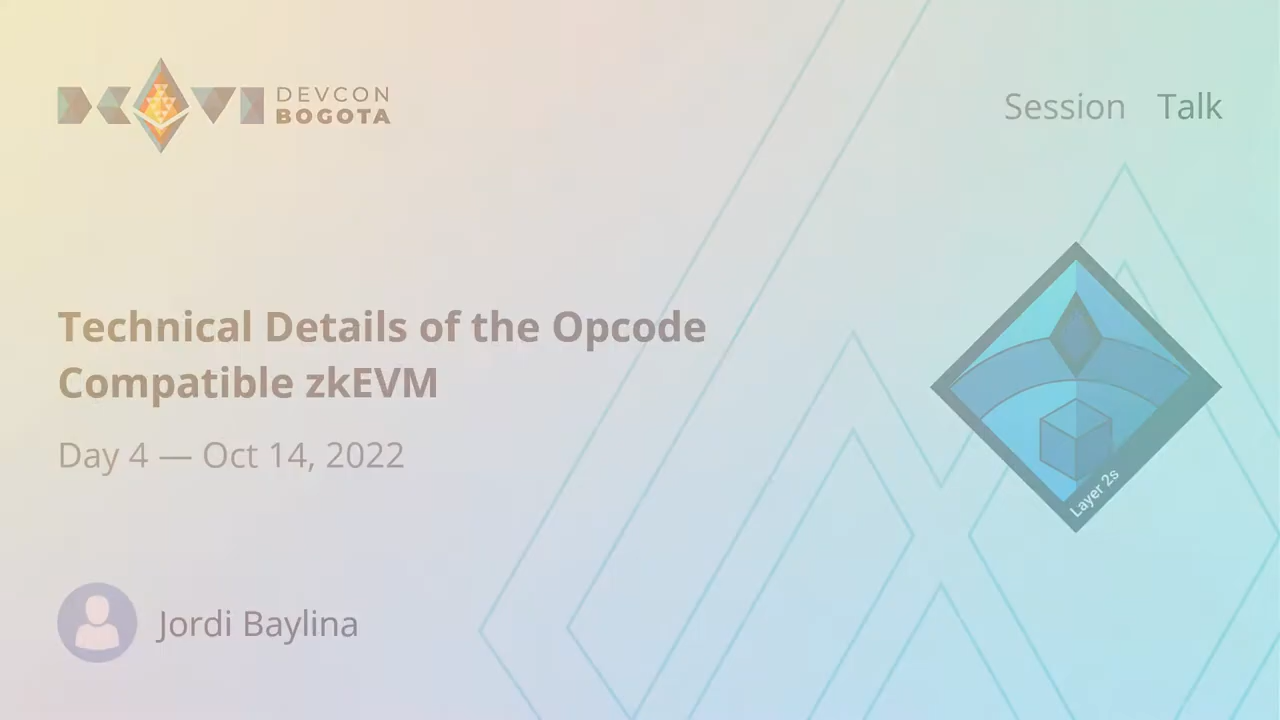 DEVCON
BOGOTA
Session Talk
Technical Details of the Opcode
Compatible zkEVM
Day 4 — Oct 14, 2022
Layer 2s
Jordi Baylina